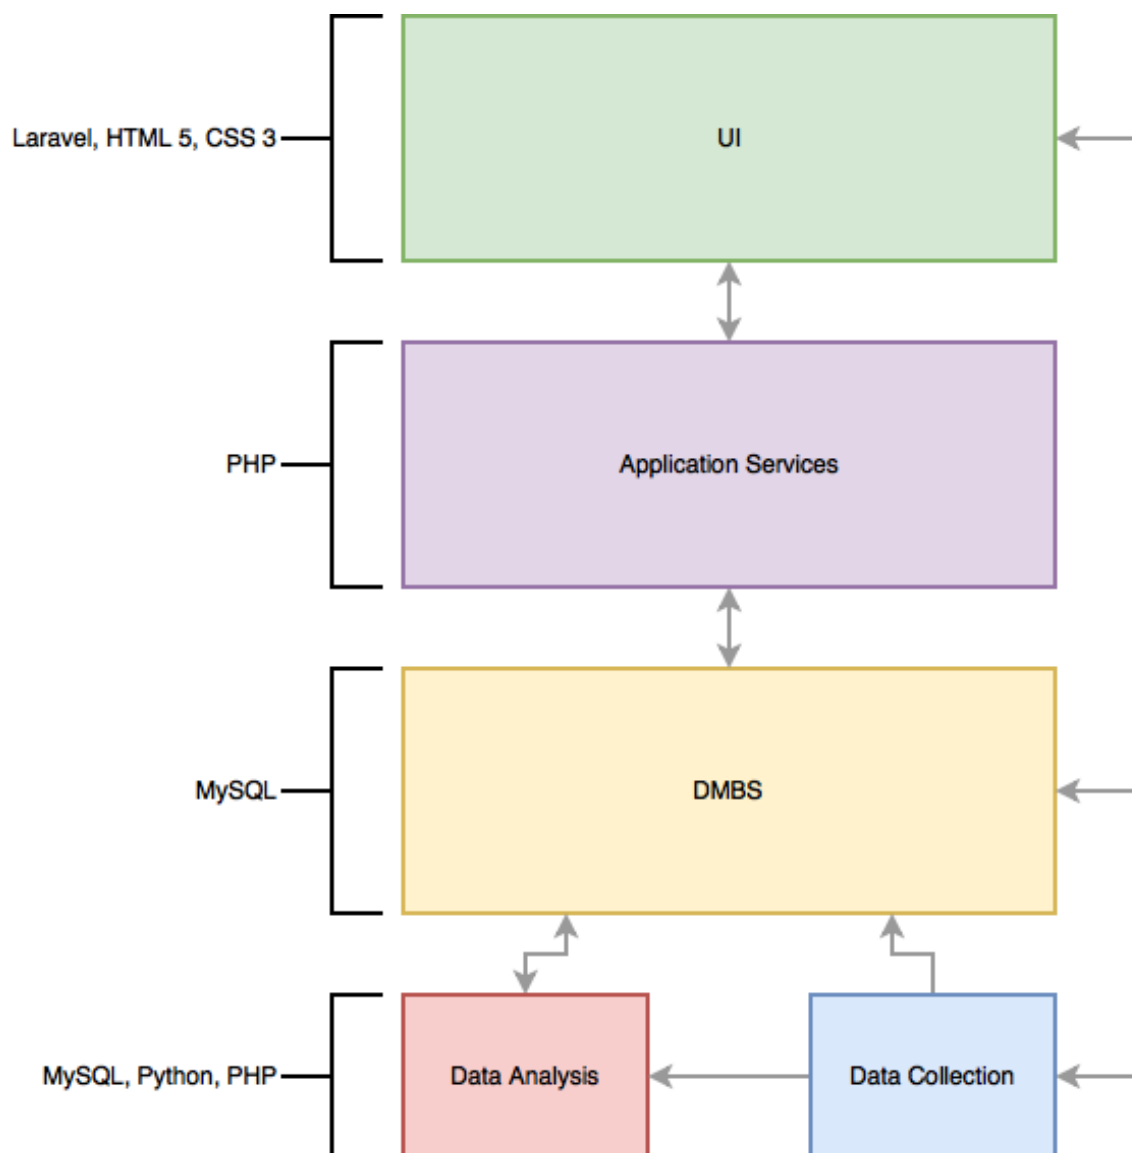 Laravel, HTML 5, CSS 3
UI
PHP
Application Services
MySQL
DMBS
MySQL, Python, PHP
Data Analysis
Data Collection